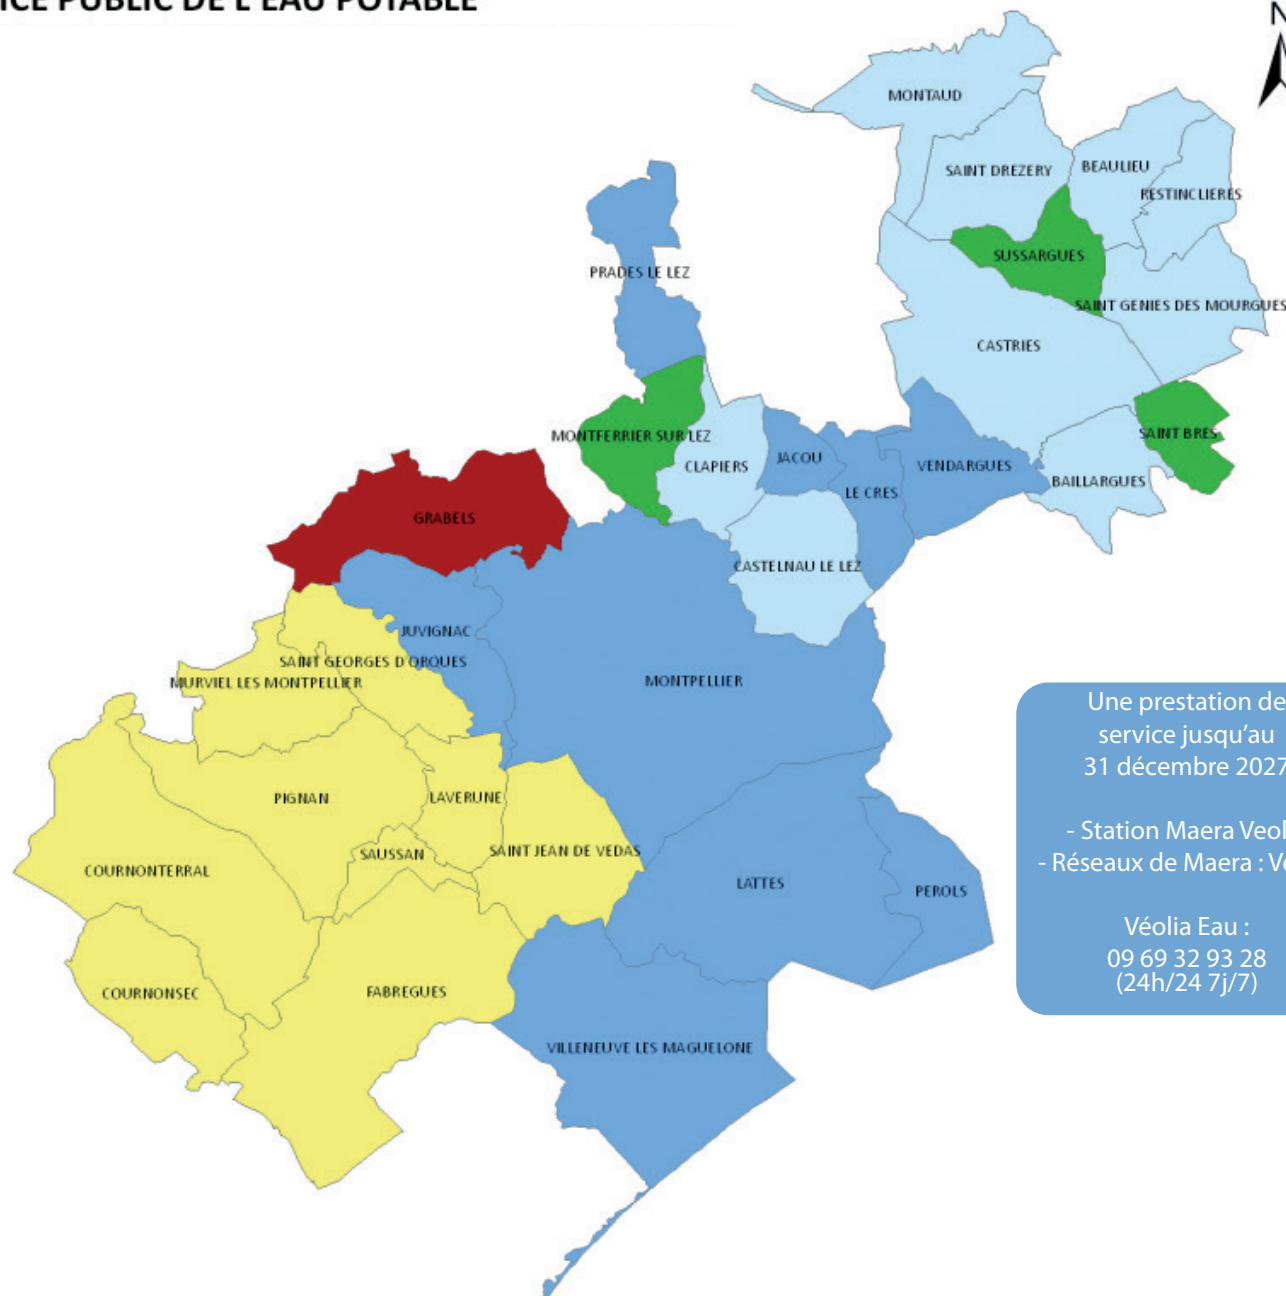 PUBLIC DE L'EAU POTABLE
N
MONTAUD
SAINT DREZERY
BEAULIEU
RESTINCLIERES
SUSSARGUES
PRADES LE LEZ
SAINT GENIES DES MOURGUES
CASTRIES
MONTFERRIER SUR LEZ
SAINT BRES
CLAPIERS
JACOU
VENDARGUES
BAILLARGUES
LE CRES
GRABELS
CASTELNAU LE LEZ
JUVIGNAC
SAINT GEORGES D'ORQUES
MURVIEL LES MONTPELLIER
MONTPELLIER
PIGNAN
LAVERUNE
SAUSSAN
SAINT JEAN DE VEDAS
COURNONTERRAL
LATTES
PEROLS
COURNONSEC
FABREGUES
VILLENEUVE LES MAGUELONE
Une prestation de
service jusqu'au
31 décembre 2027
- Station Maera
- Réseaux de Maera :
Véolia Eau :
09 69 32 93 28
(24h/24 7j/7)